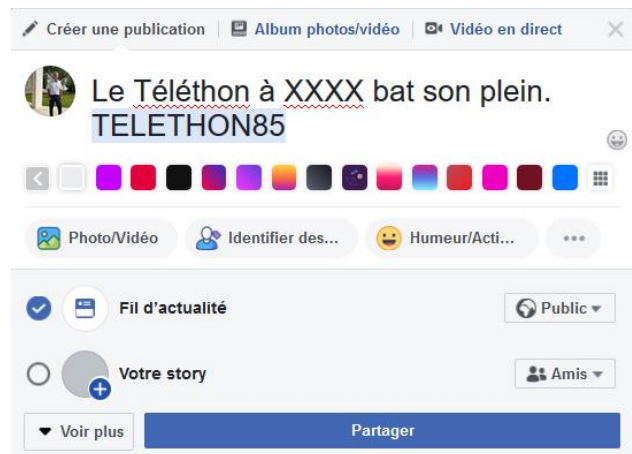 Créer une publication Album photos/vidéo Vidéo en direct
Le Téléthon à XXXX bat son plein.
TELETHON85
Photo/Vidéo Identifier des... Humeur/Acti...
Fil d'actualité Public
Votre story Amis
Voir plus Partager